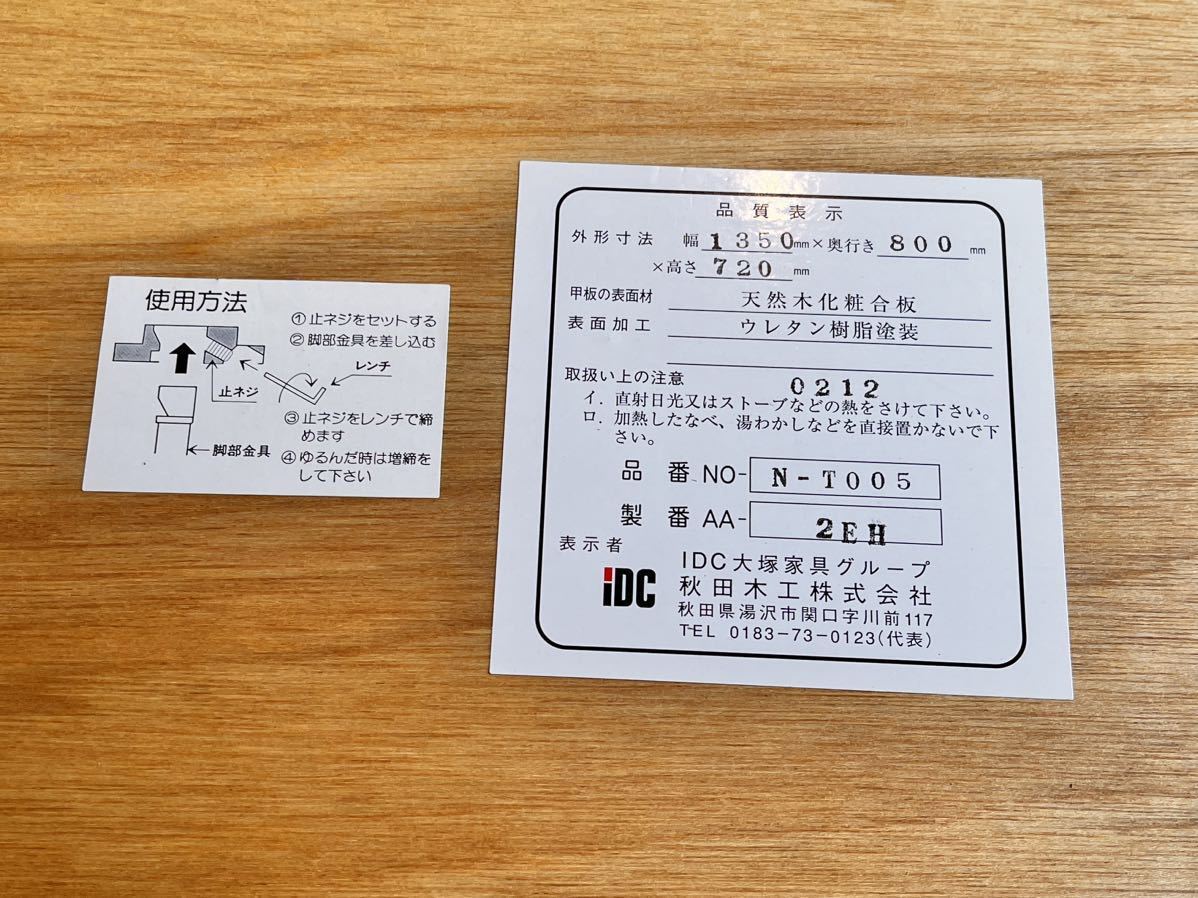 使用方法
①止ネジをセットする
②脚部金具を差し込む
レンチ
止ネジ
③止ネジをレンチで締
めます
脚部金具
④ゆるんだ時は増締を
して下さい
品質表示
外形寸法 幅 1350mm×奥行き 800mm
×高さ 720mm
甲板の表面材 天然木化粧合板
表面加工 ウレタン樹脂塗装
取扱い上の注意 0212
イ．直射日光又はストーブなどの熱をさけて下さい。
ロ．加熱したなべ、湯わかしなどを直接置かないで下
さい。
品番 NO- N-T005
製番 AA- 2EH
表示者
iDC
IDC大塚家具グループ
秋田木工株式会社
秋田県湯沢市関口字川前117
TEL 0183-73-0123(代表)